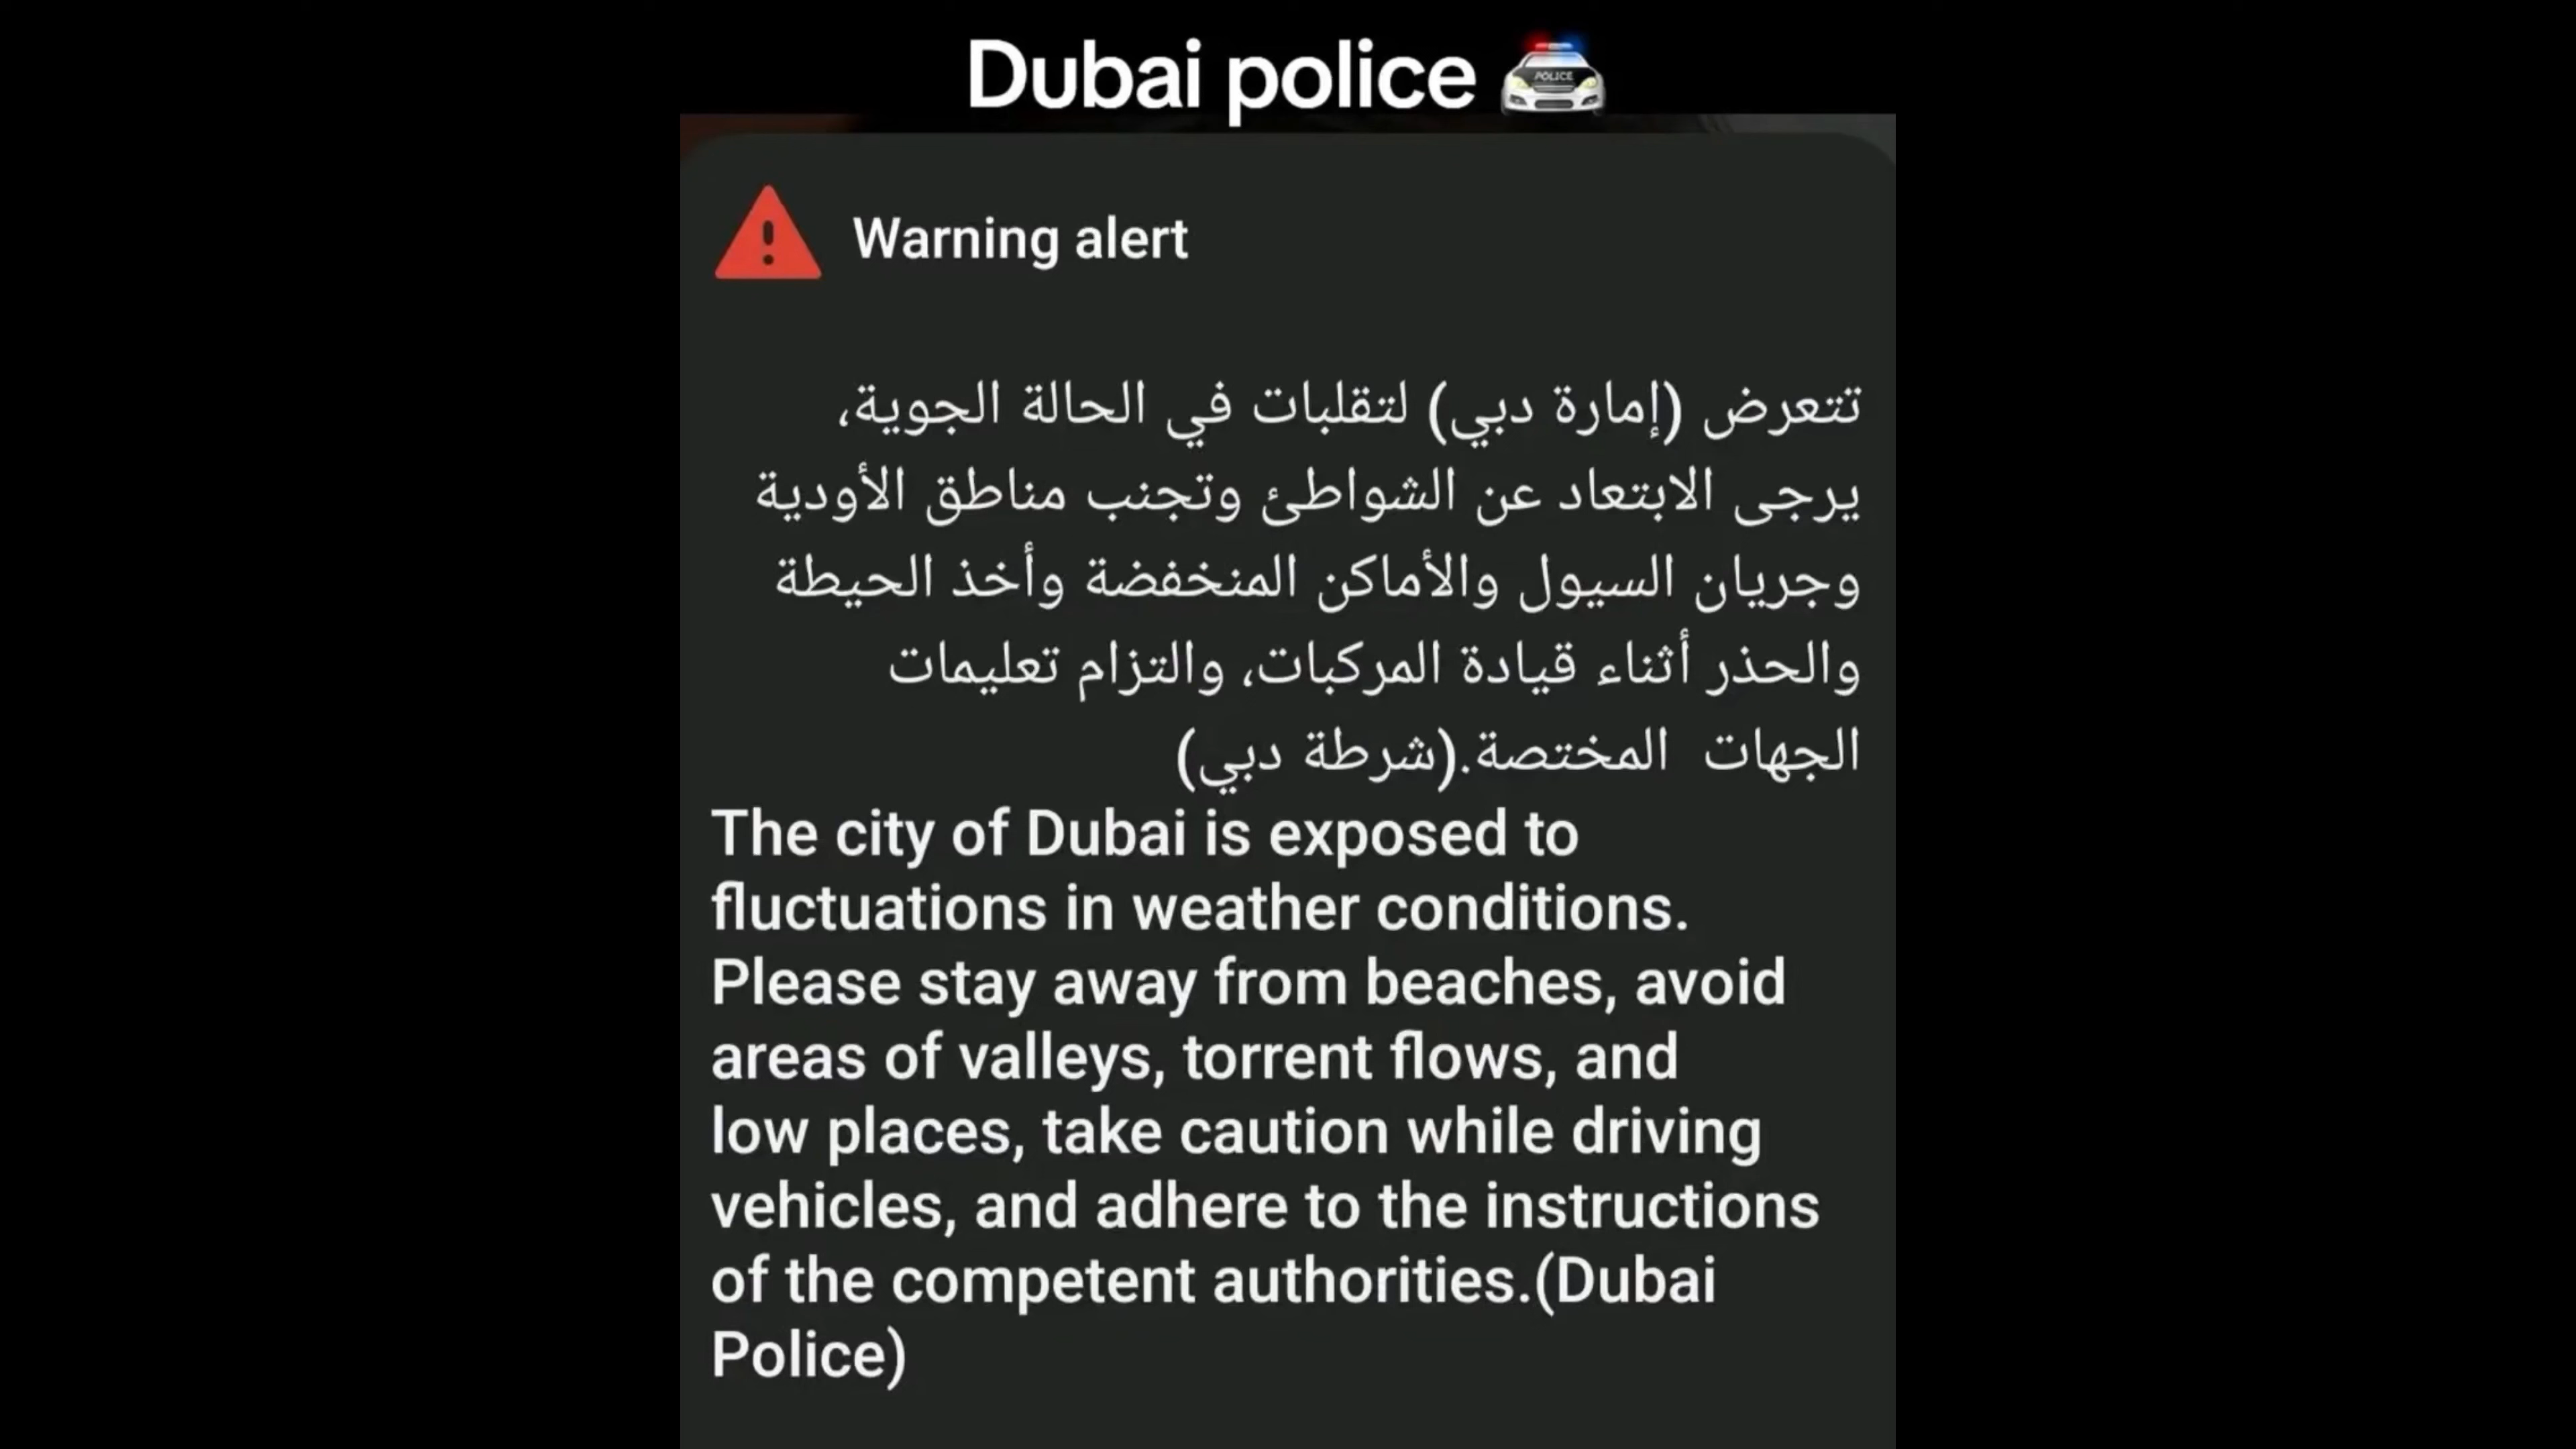 Dubai police 🚔
Warning alert
تتعرض (إمارة دبي) لتقلبات في الحالة الجوية،
يرجى الابتعاد عن الشواطئ وتجنب مناطق الأودية
وجريان السيول والأماكن المنخفضة وأخذ الحيطة
والحذر أثناء قيادة المركبات، والتزام تعليمات
الجهات  المختصة.(شرطة دبي)
The city of Dubai is exposed to
fluctuations in weather conditions.
Please stay away from beaches, avoid
areas of valleys, torrent flows, and
low places, take caution while driving
vehicles, and adhere to the instructions
of the competent authorities.(Dubai
Police)